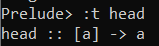 Prelude> :t head
head :: [a] -> a